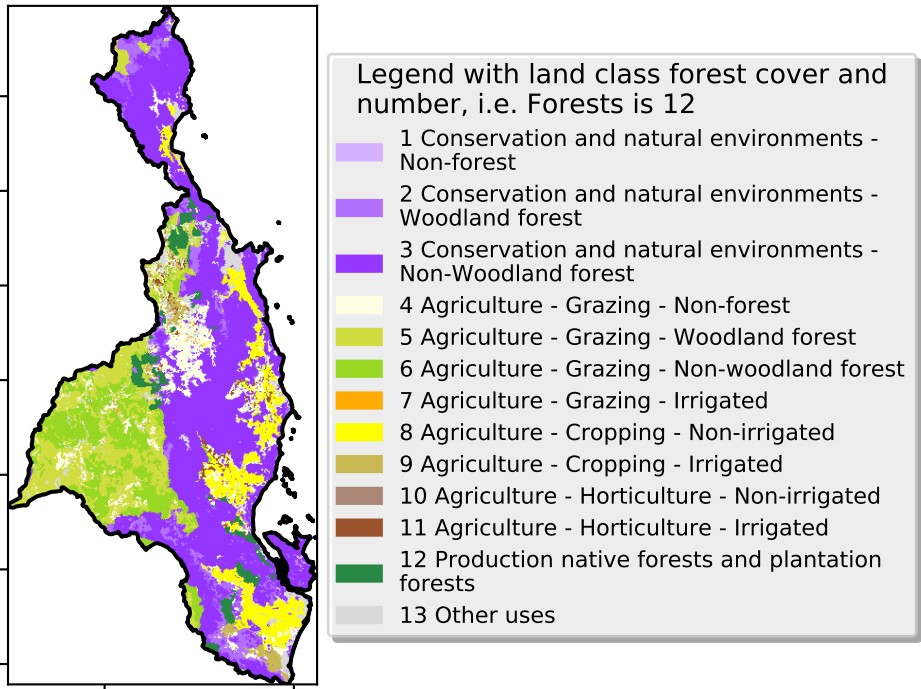 Legend with land class forest cover and
number, i.e. Forests is 12
1 Conservation and natural environments -
Non-forest
2 Conservation and natural environments -
Woodland forest
3 Conservation and natural environments -
Non-Woodland forest
4 Agriculture - Grazing - Non-forest
5 Agriculture - Grazing - Woodland forest
6 Agriculture - Grazing - Non-woodland forest
7 Agriculture - Grazing - Irrigated
8 Agriculture - Cropping - Non-irrigated
9 Agriculture - Cropping - Irrigated
10 Agriculture - Horticulture - Non-irrigated
11 Agriculture - Horticulture - Irrigated
12 Production native forests and plantation
forests
13 Other uses